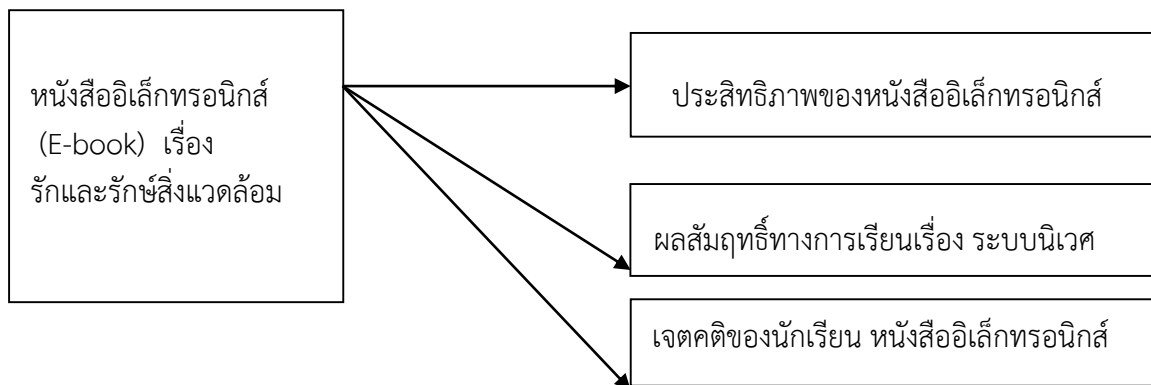 หนังสืออิเล็กทรอนิกส์
(E-book) เรื่อง
รักและรักษ์สิ่งแวดล้อม
ประสิทธิภาพของหนังสืออิเล็กทรอนิกส์
ผลสัมฤทธิ์ทางการเรียนเรื่อง ระบบนิเวศ
เจตคติของนักเรียน หนังสืออิเล็กทรอนิกส์